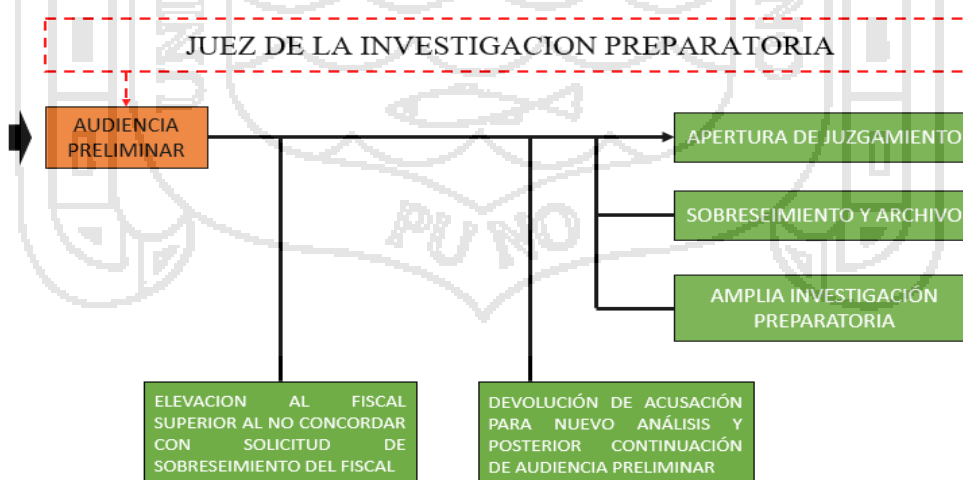 JUEZ DE LA INVESTIGACION PREPARATORIA
AUDIENCIA
PRELIMINAR
APERTURA DE JUZGAMIENTO
SOBRESEIMIENTO Y ARCHIVO
AMPLIA INVESTIGACIÓN
PREPARATORIA
PUNO
ELEVACION AL FISCAL
SUPERIOR AL NO CONCORDAR
CON SOLICITUD DE
SOBRESEIMIENTO DEL FISCAL
DEVOLUCIÓN DE ACUSACIÓN
PARA NUEVO ANÁLISIS Y
POSTERIOR CONTINUACIÓN
DE AUDIENCIA PRELIMINAR